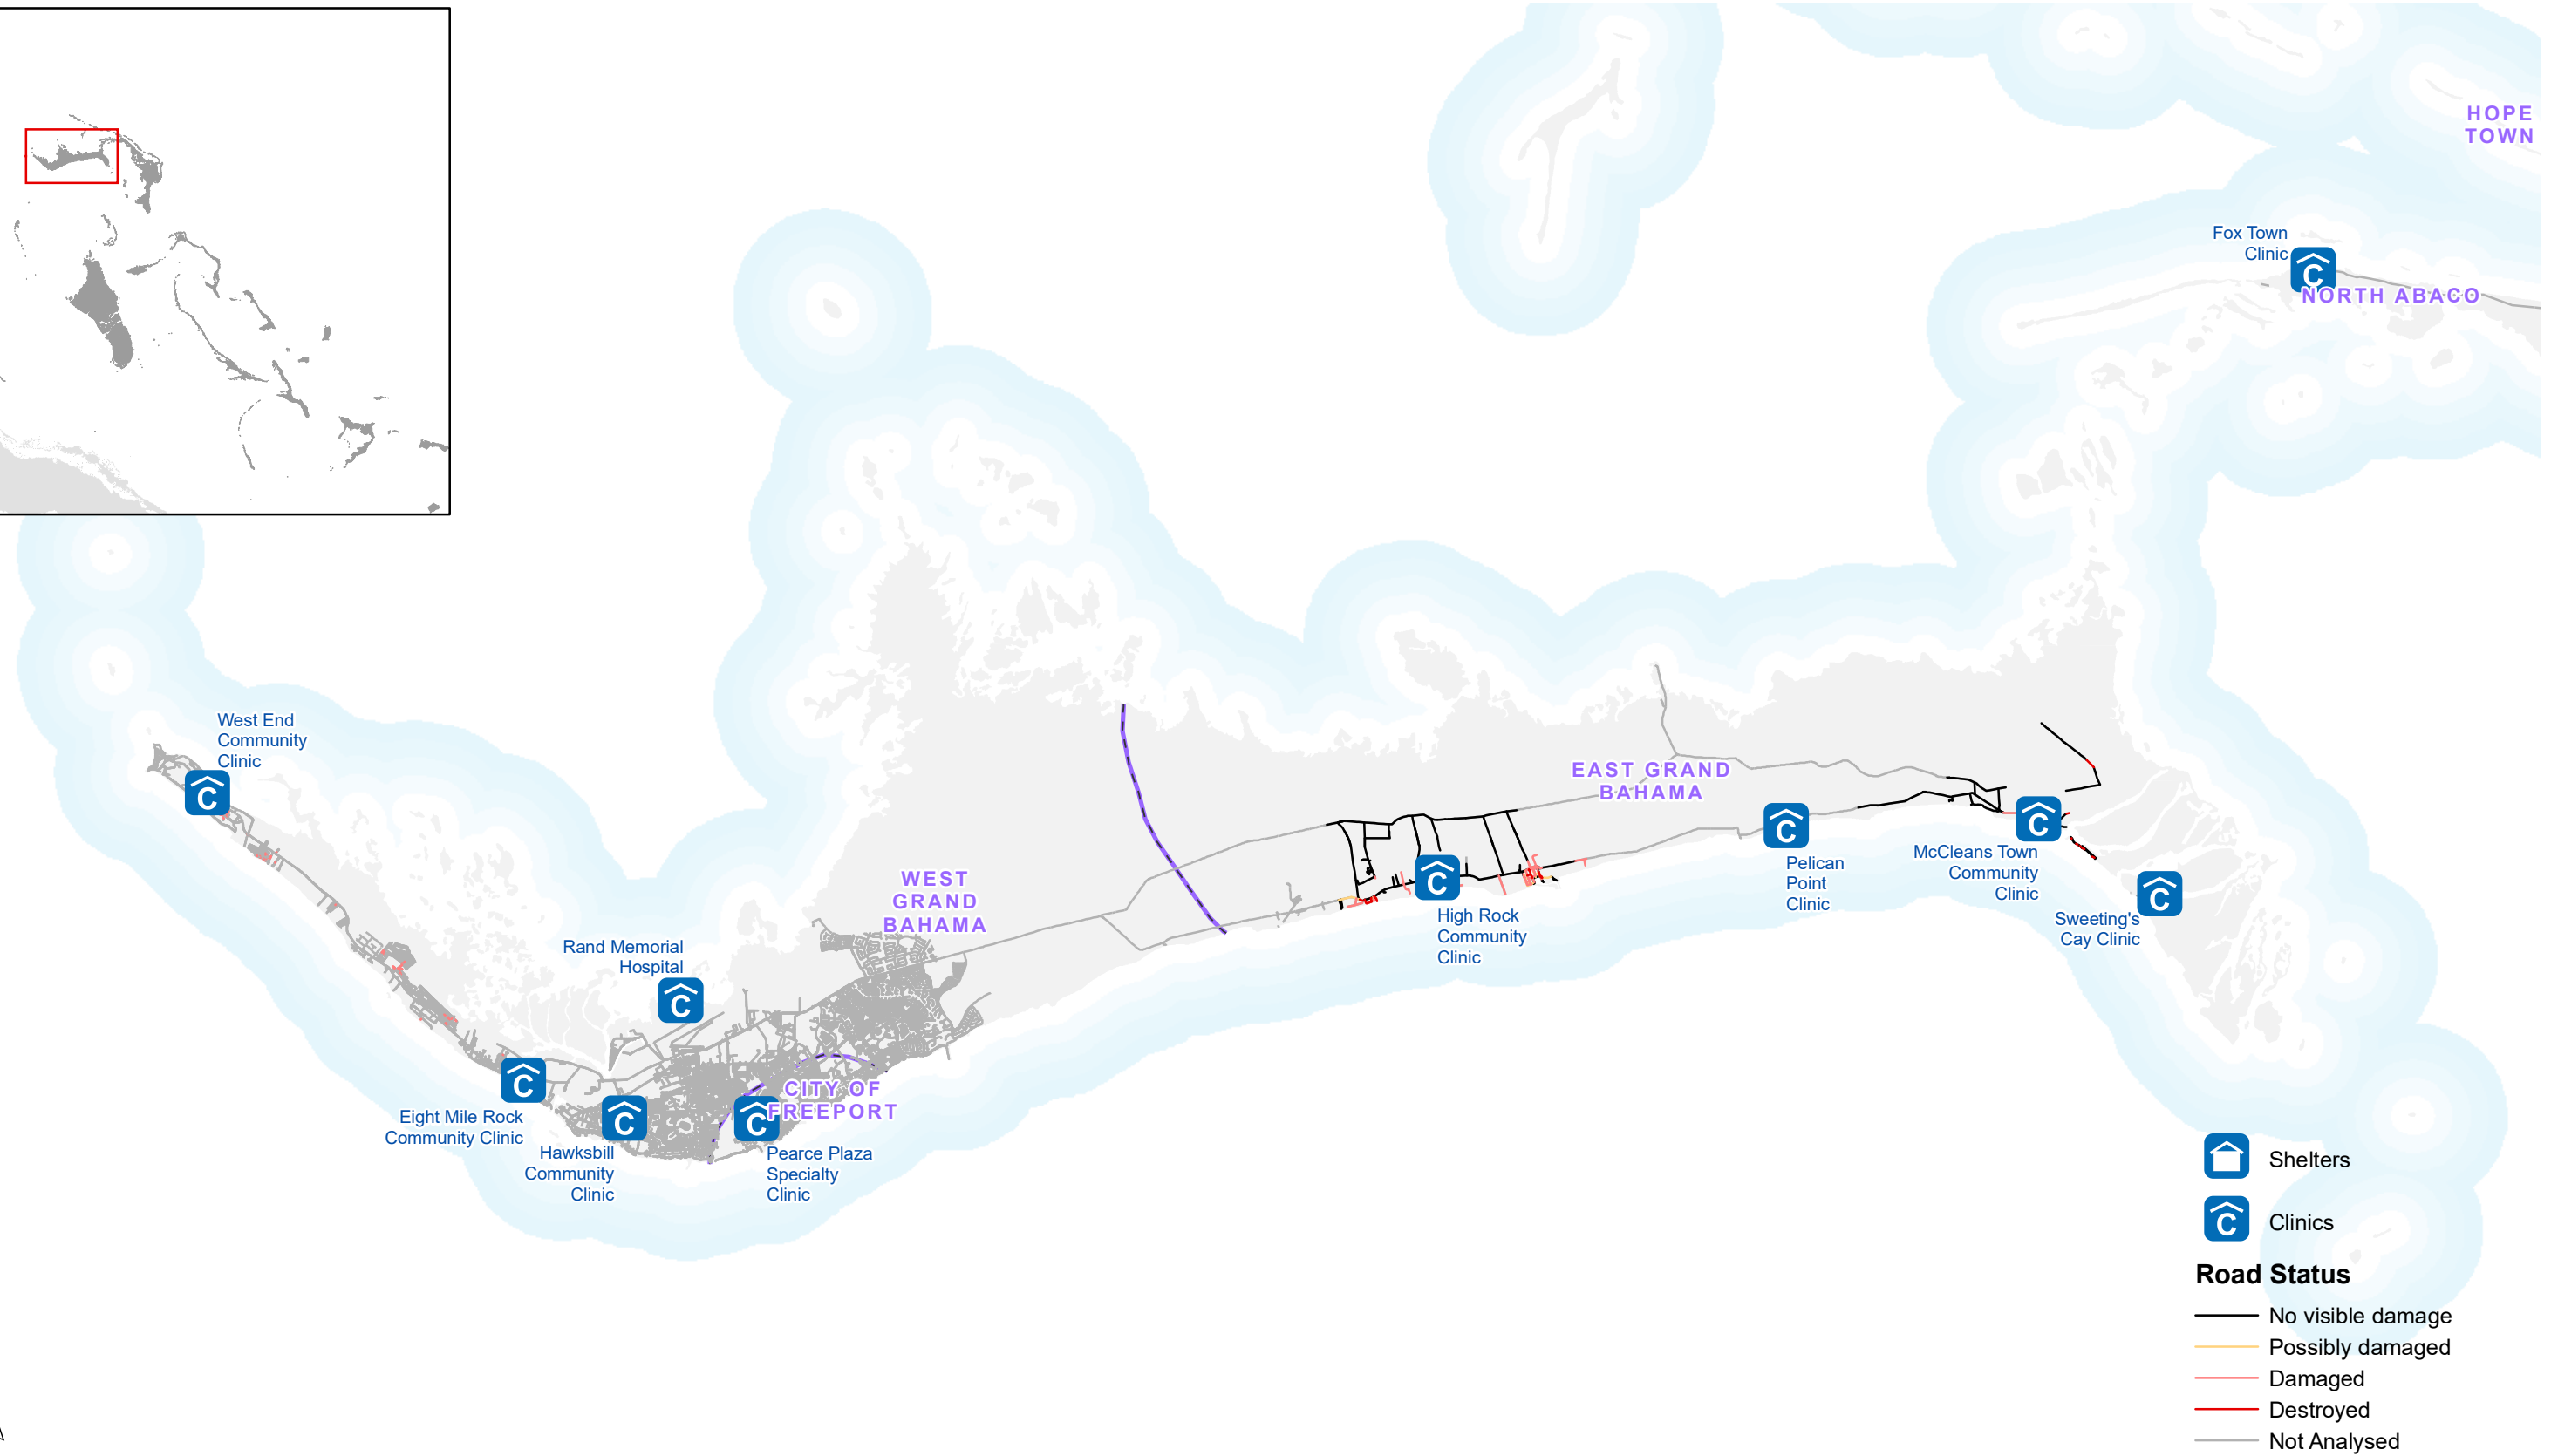 HOPE
TOWN
Fox Town
Clinic
C
NORTH ABACO
West End
Community
Clinic
C
EAST GRAND
BAHAMA
C
Pelican
Point
Clinic
C
McCleans Town
Community
Clinic
C
High Rock
Community
Clinic
C
Sweeting's
Cay Clinic
WEST
GRAND
BAHAMA
Rand Memorial
Hospital
C
C
Eight Mile Rock
Community Clinic
C
Hawksbill
Community
Clinic
CITY OF
FREEPORT
C
Pearce Plaza
Specialty
Clinic
Shelters
C
Clinics
Road Status
No visible damage
Possibly damaged
Damaged
Destroyed
Not Analysed